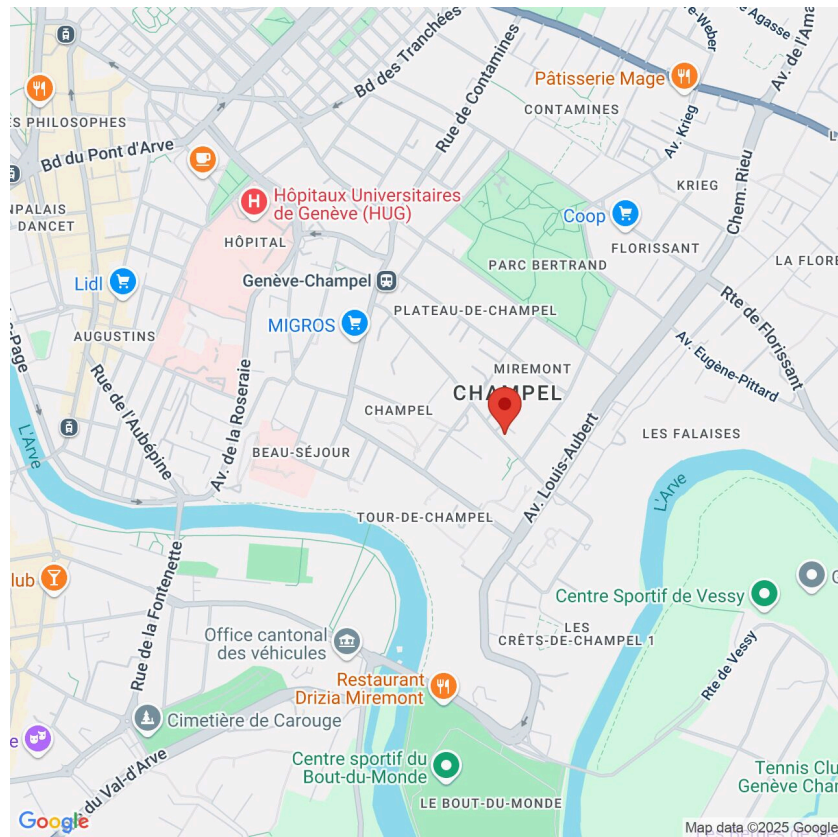 re-Weber
Agasse
Av. de l'Ama
Bd des Tranchées
Rue de Contamines
Pâtisserie Mage
CONTAMINES
Av. Krieg
ES PHILOSOPHES
Bd du Pont d'Arve
KRIEG
Chem. Rieu
NPALAIS
DANCET
Hôpitaux Universitaires
de Genève (HUG)
Coop
HÔPITAL
FLORISSANT
PARC BERTRAND
LA FLORE
Lidl
Genève-Champel
Rte de Florissant
MIGROS
PLATEAU-DE-CHAMPEL
AUGUSTINS
Av. Eugène-Pittard
MIREMONT
CHAMPEL
Rue de l'Aubépine
Av. de la Roseraie
CHAMPEL
L'Arve
LES FALAISES
BEAU-SÉJOUR
Av. Louis-Aubert
L'Arve
TOUR-DE-CHAMPEL
lub
Rue de la Fontenette
Centre Sportif de Vessy
Office cantonal
des véhicules
LES
CRÊTS-DE-CHAMPEL 1
Rte de Vessy
Restaurant
Drizia Miremont
Cimetière de Carouge
Centre sportif du
Bout-du-Monde
du Val-d'Arve
Tennis Clu
Genève Cham
LE BOUT-DU-MONDE
Google
Map data ©2025 Google